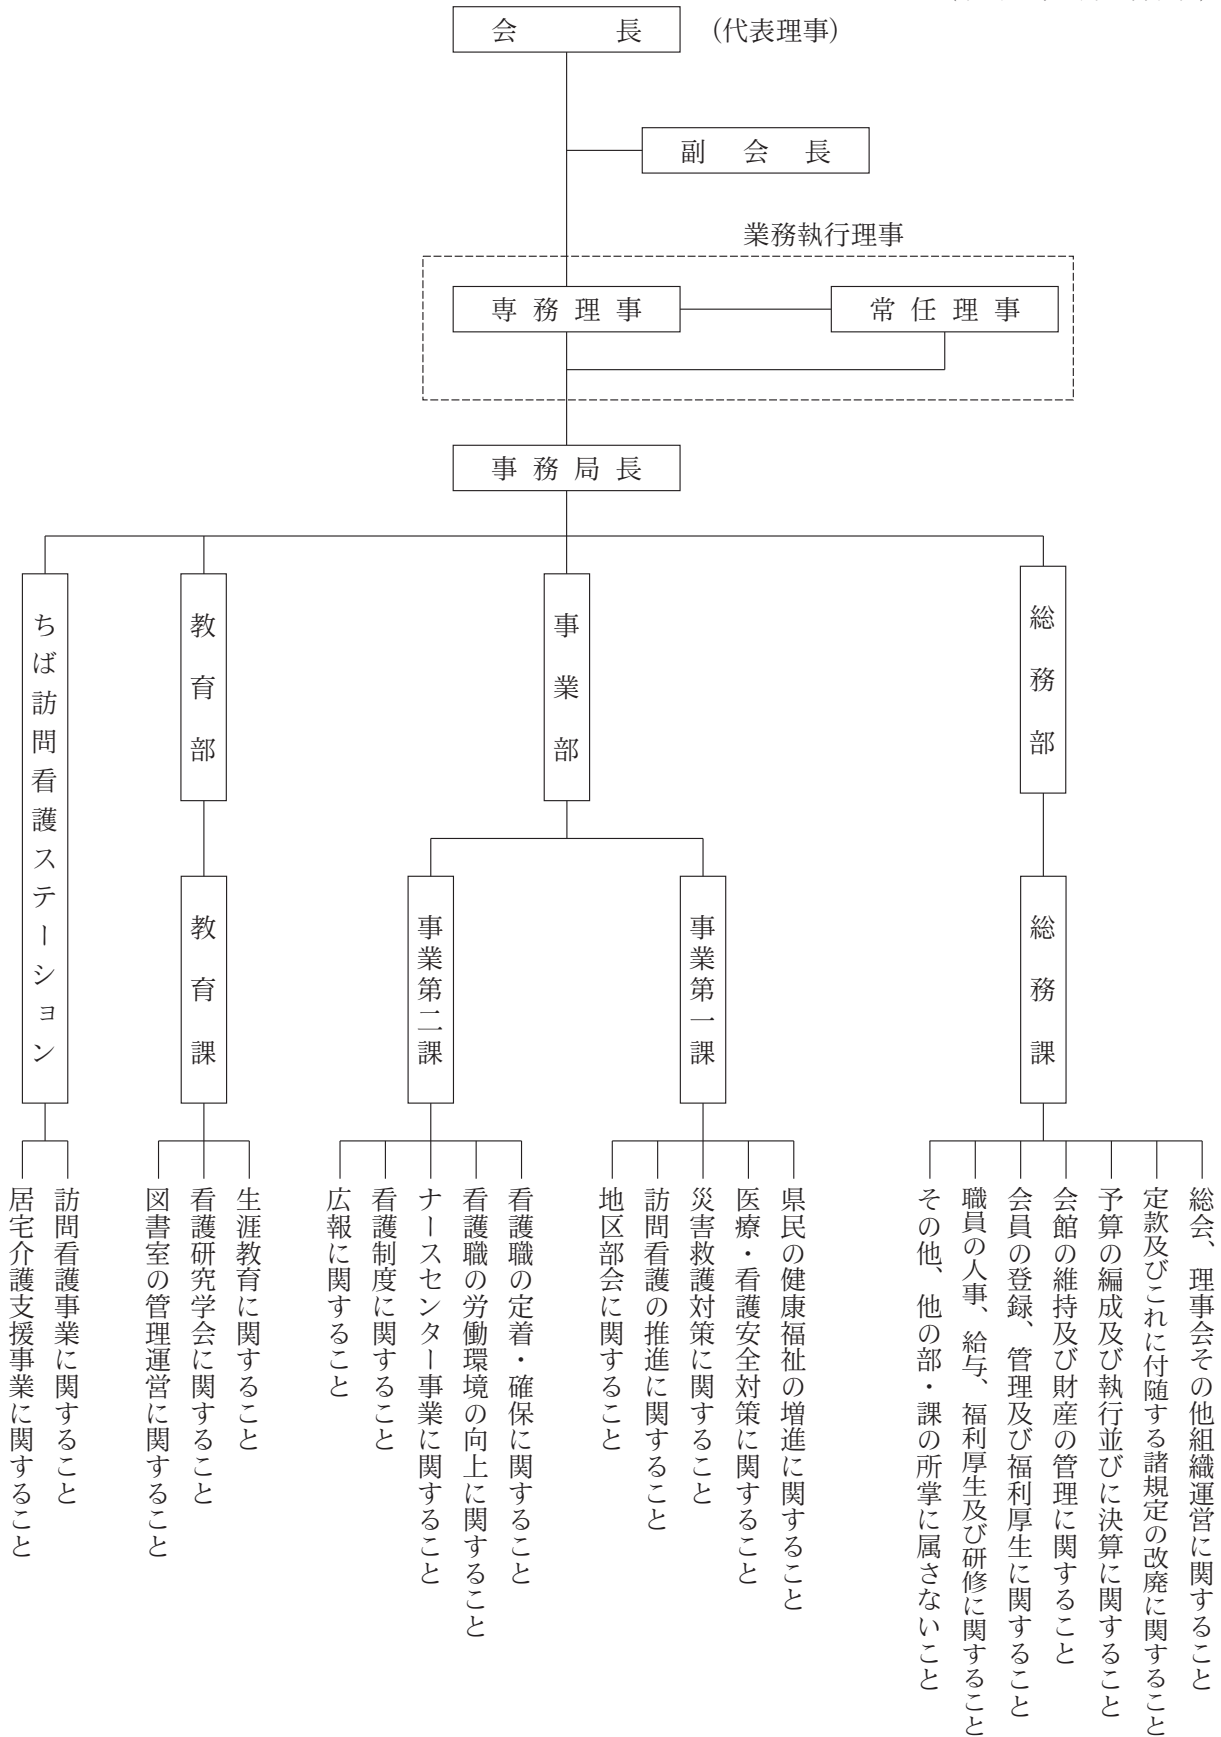 会長
(代表理事)
副会長
業務執行理事
専務理事
常任理事
事務局長
総務部
事業部
教育部
ちば訪問看護ステーション
総務課
事業第一課
事業第二課
教育課
総会、理事会その他組織運営に関すること
定款及びこれに付随する諸規定の改廃に関すること
予算の編成及び執行並びに決算に関すること
会館の維持及び財産の管理に関すること
会員の登録、管理及び福利厚生に関すること
職員の人事、給与、福利厚生及び研修に関すること
その他、他の部・課の所掌に属さないこと
県民の健康福祉の増進に関すること
医療・看護安全対策に関すること
災害救護対策に関すること
訪問看護の推進に関すること
地区部会に関すること
看護職の定着・確保に関すること
看護職の労働環境の向上に関すること
ナースセンター事業に関すること
看護制度に関すること
広報に関すること
生涯教育に関すること
看護研究学会に関すること
図書室の管理運営に関すること
訪問看護事業に関すること
居宅介護支援事業に関すること